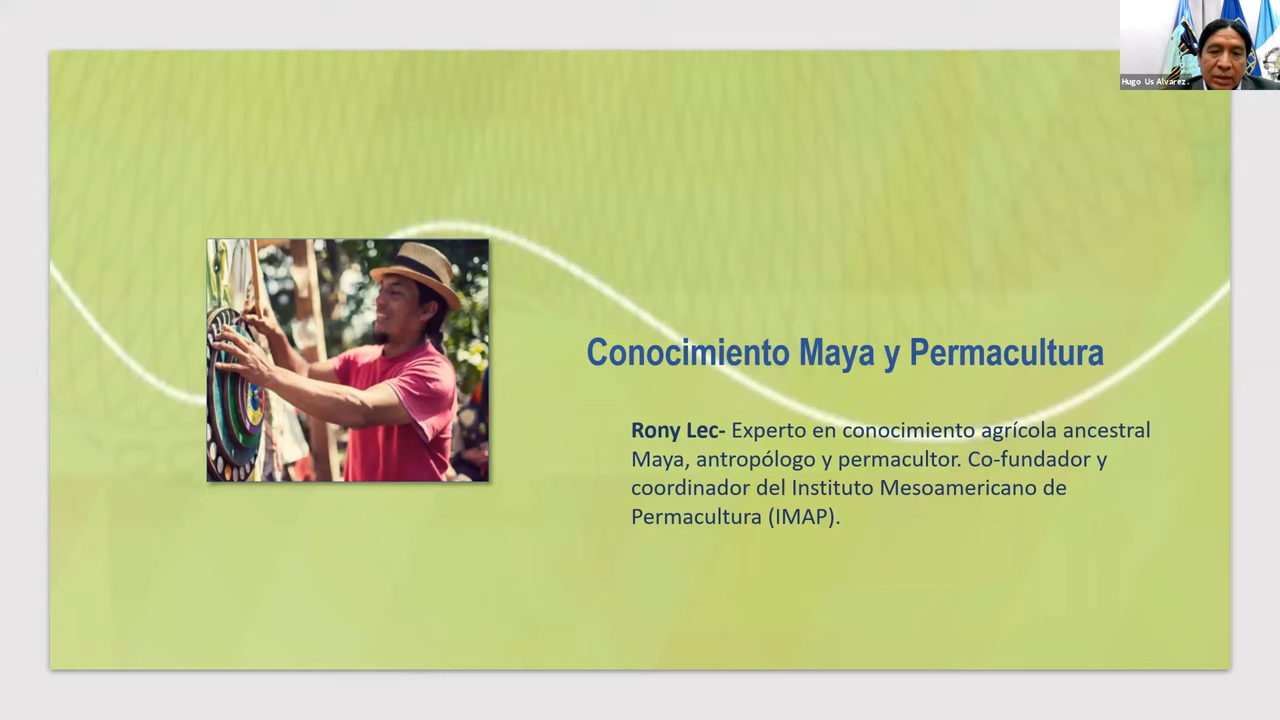 Hugo Us Alvarez.
Conocimiento Maya y Permacultura
Rony Lec- Experto en conocimiento agrícola ancestral
Maya, antropólogo y permacultor. Co-fundador y
coordinador del Instituto Mesoamericano de
Permacultura (IMAP).